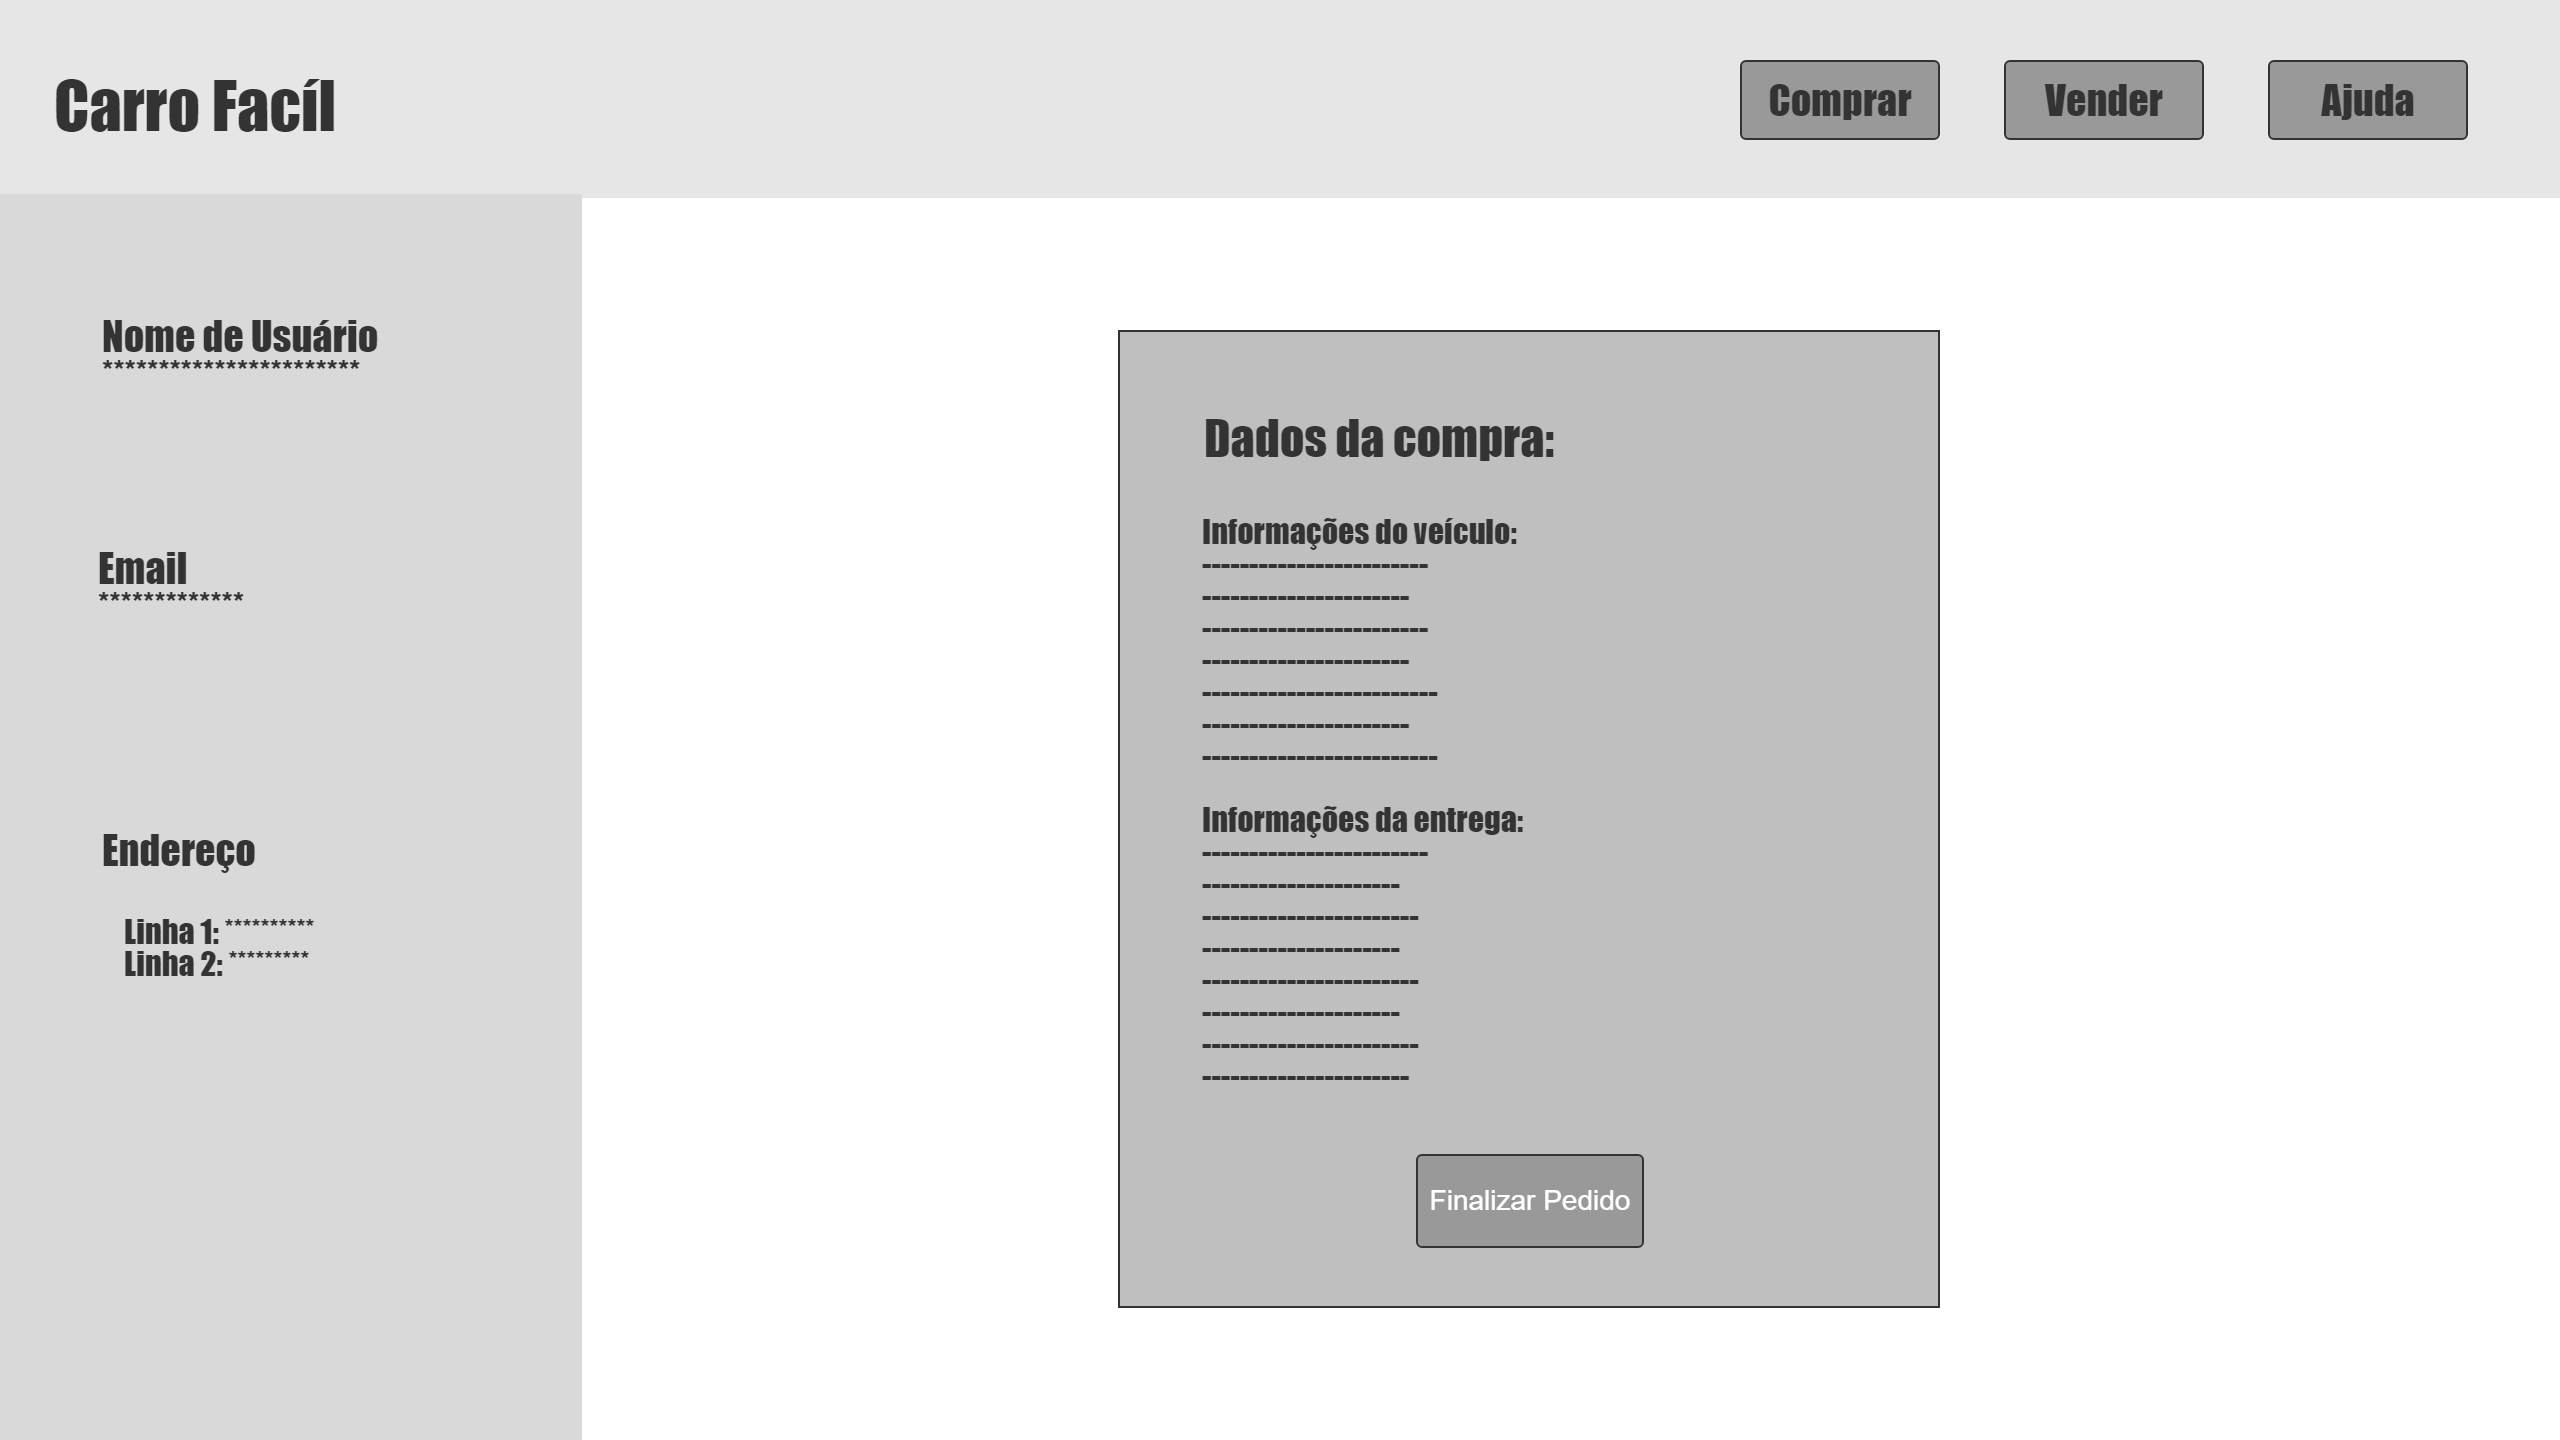 Carro Facíl
Comprar
Vender
Ajuda
Nome de Usuário
***********************
Email
*************
Endereço
Linha 1: **********
Linha 2: *********
Dados da compra:
Informações do veículo:
------------------------
----------------------
------------------------
----------------------
-------------------------
----------------------
-------------------------
Informações da entrega:
------------------------
---------------------
-----------------------
---------------------
-----------------------
---------------------
-----------------------
----------------------
Finalizar Pedido